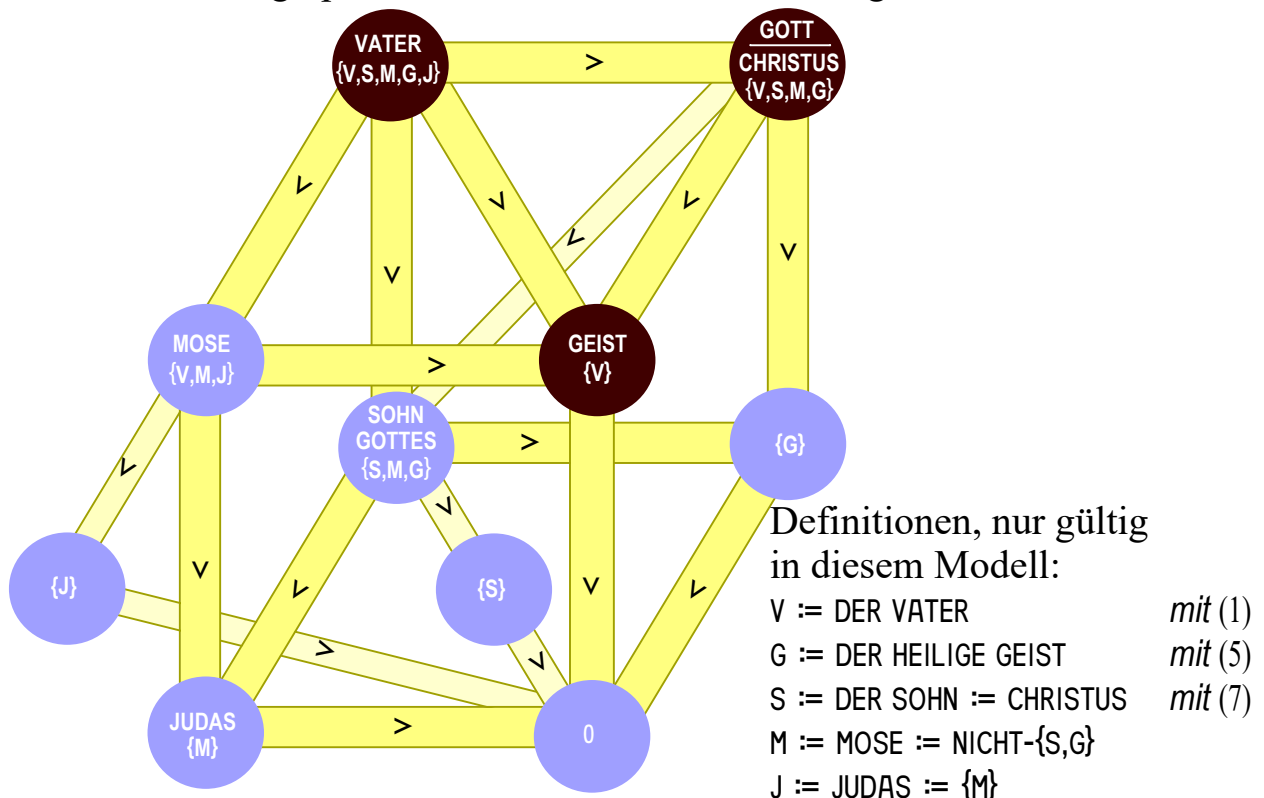 VATER
{V,S,M,G,J}
>
GOTT
CHRISTUS
{V,S,M,G}
>
>
>
>
>
>
>
MOSE
{V,M,J}
>
GEIST
{V}
SOHN
GOTTES
{S,M,G}
>
{G}
>
>
{J}
>
>
{S}
>
>
>
>
JUDAS
{M}
>
0
Definitionen, nur gültig
in diesem Modell:
V := DER VATER mit (1)
G := DER HEILIGE GEIST mit (5)
S := DER SOHN := CHRISTUS mit (7)
M := MOSE := NICHT-{S,G}
J := JUDAS := {M}